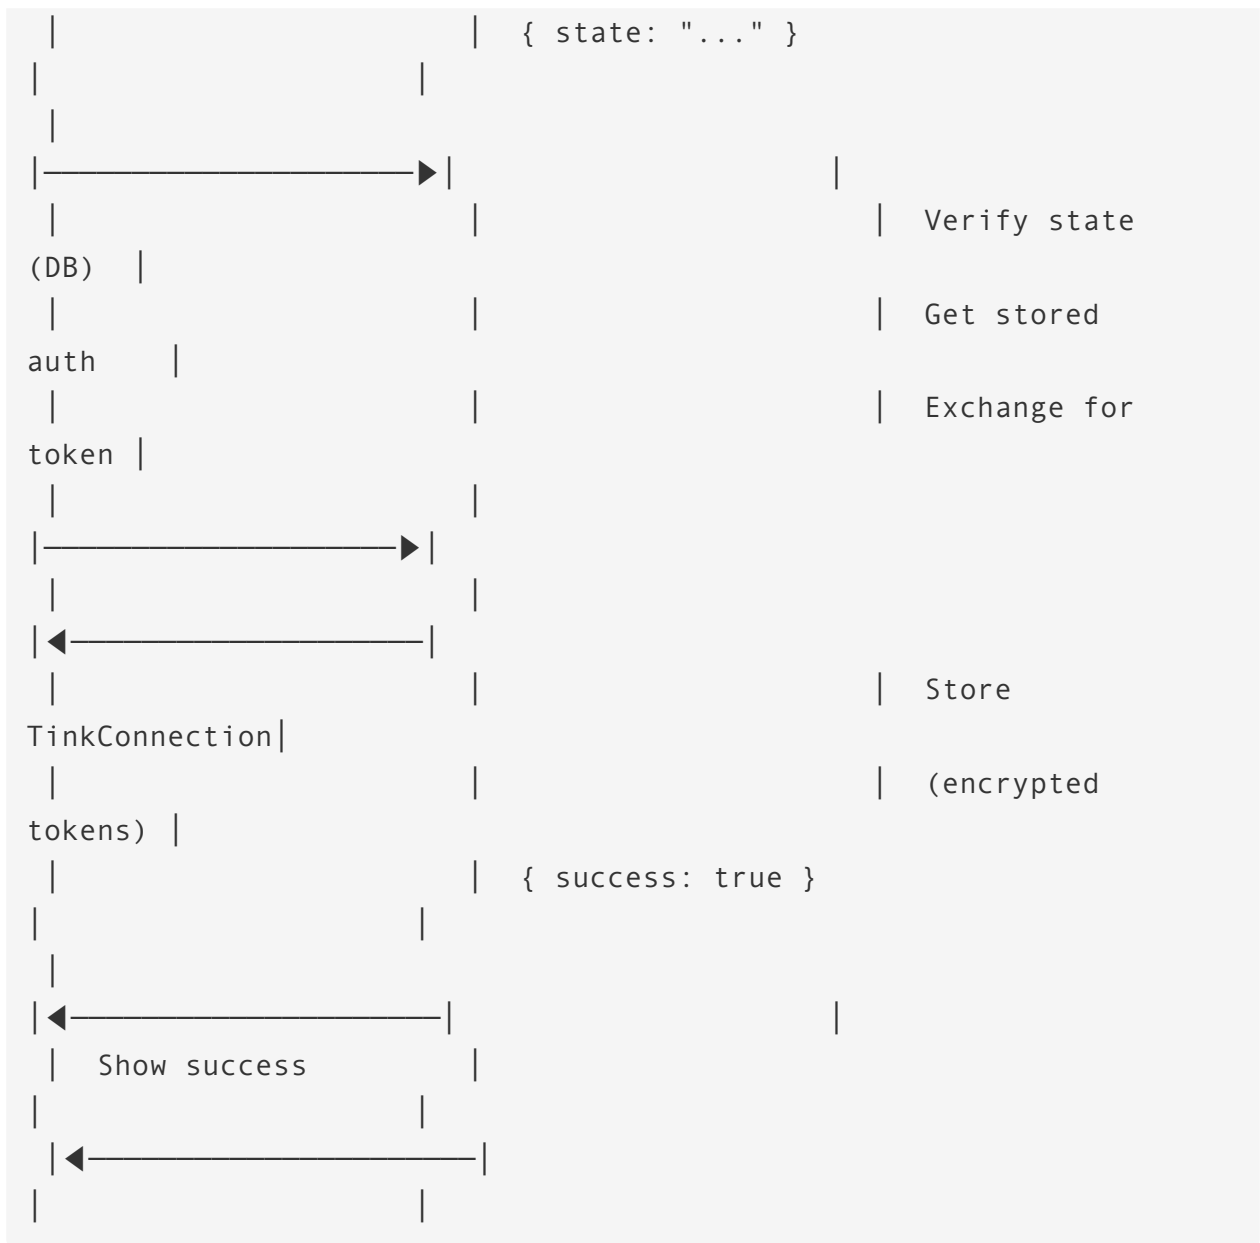 | | { state: "..." }
| |
|
|─────────────────────▶| |
| | | Verify state
(DB) |
| | | Get stored
auth |
| | | Exchange for
token |
| |
|────────────────────▶|
| |
|◀────────────────────|
| | | Store
TinkConnection|
| | | (encrypted
tokens) |
| | { success: true }
| |
|
|◀─────────────────────| |
| Show success |
| |
|◀──────────────────────|
| |